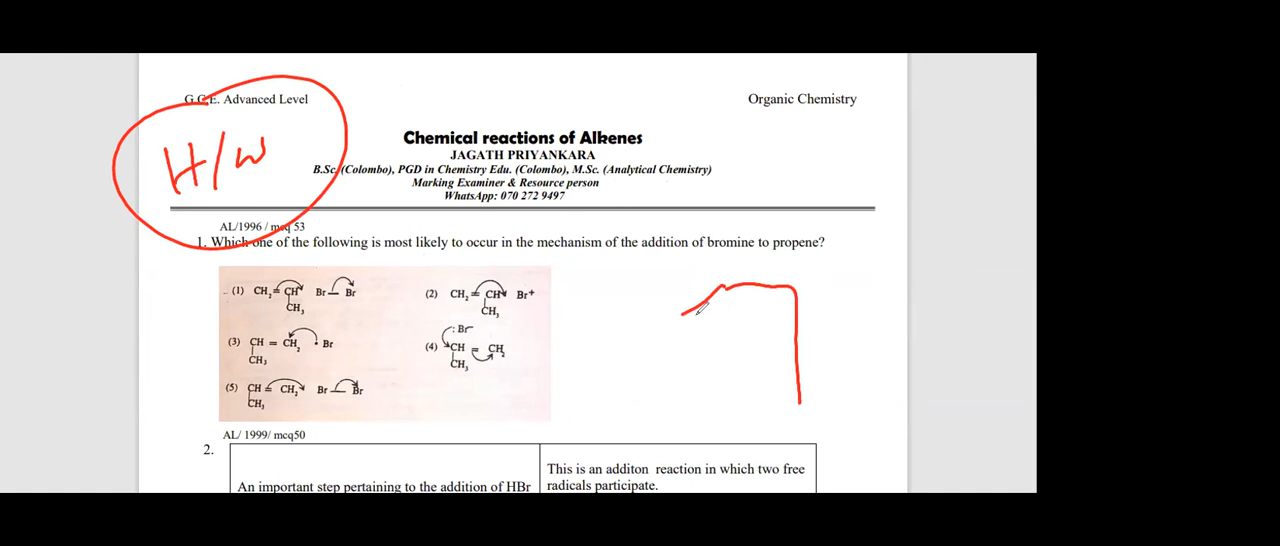 G.C.E. Advanced Level
Organic Chemistry
H/W
Chemical reactions of Alkenes
JAGATH PRIYANKARA
B.Sc. (Colombo), PGD in Chemistry Edu. (Colombo), M.Sc. (Analytical Chemistry)
Marking Examiner & Resource person
WhatsApp: 070 272 9497
AL/1996 / mcq 53
1. Which one of the following is most likely to occur in the mechanism of the addition of bromine to propene?
(1) CH2=CH Br—Br
CH3
(2) CH2=CH Br+
CH3
(3) CH = CH2 • Br
CH3
:Br
(4) CH = CH2
CH3
(5) CH = CH2 Br—Br
CH3
AL/ 1999/ mcq50
2.
An important step pertaining to the addition of HBr
This is an additon reaction in which two free
radicals participate.